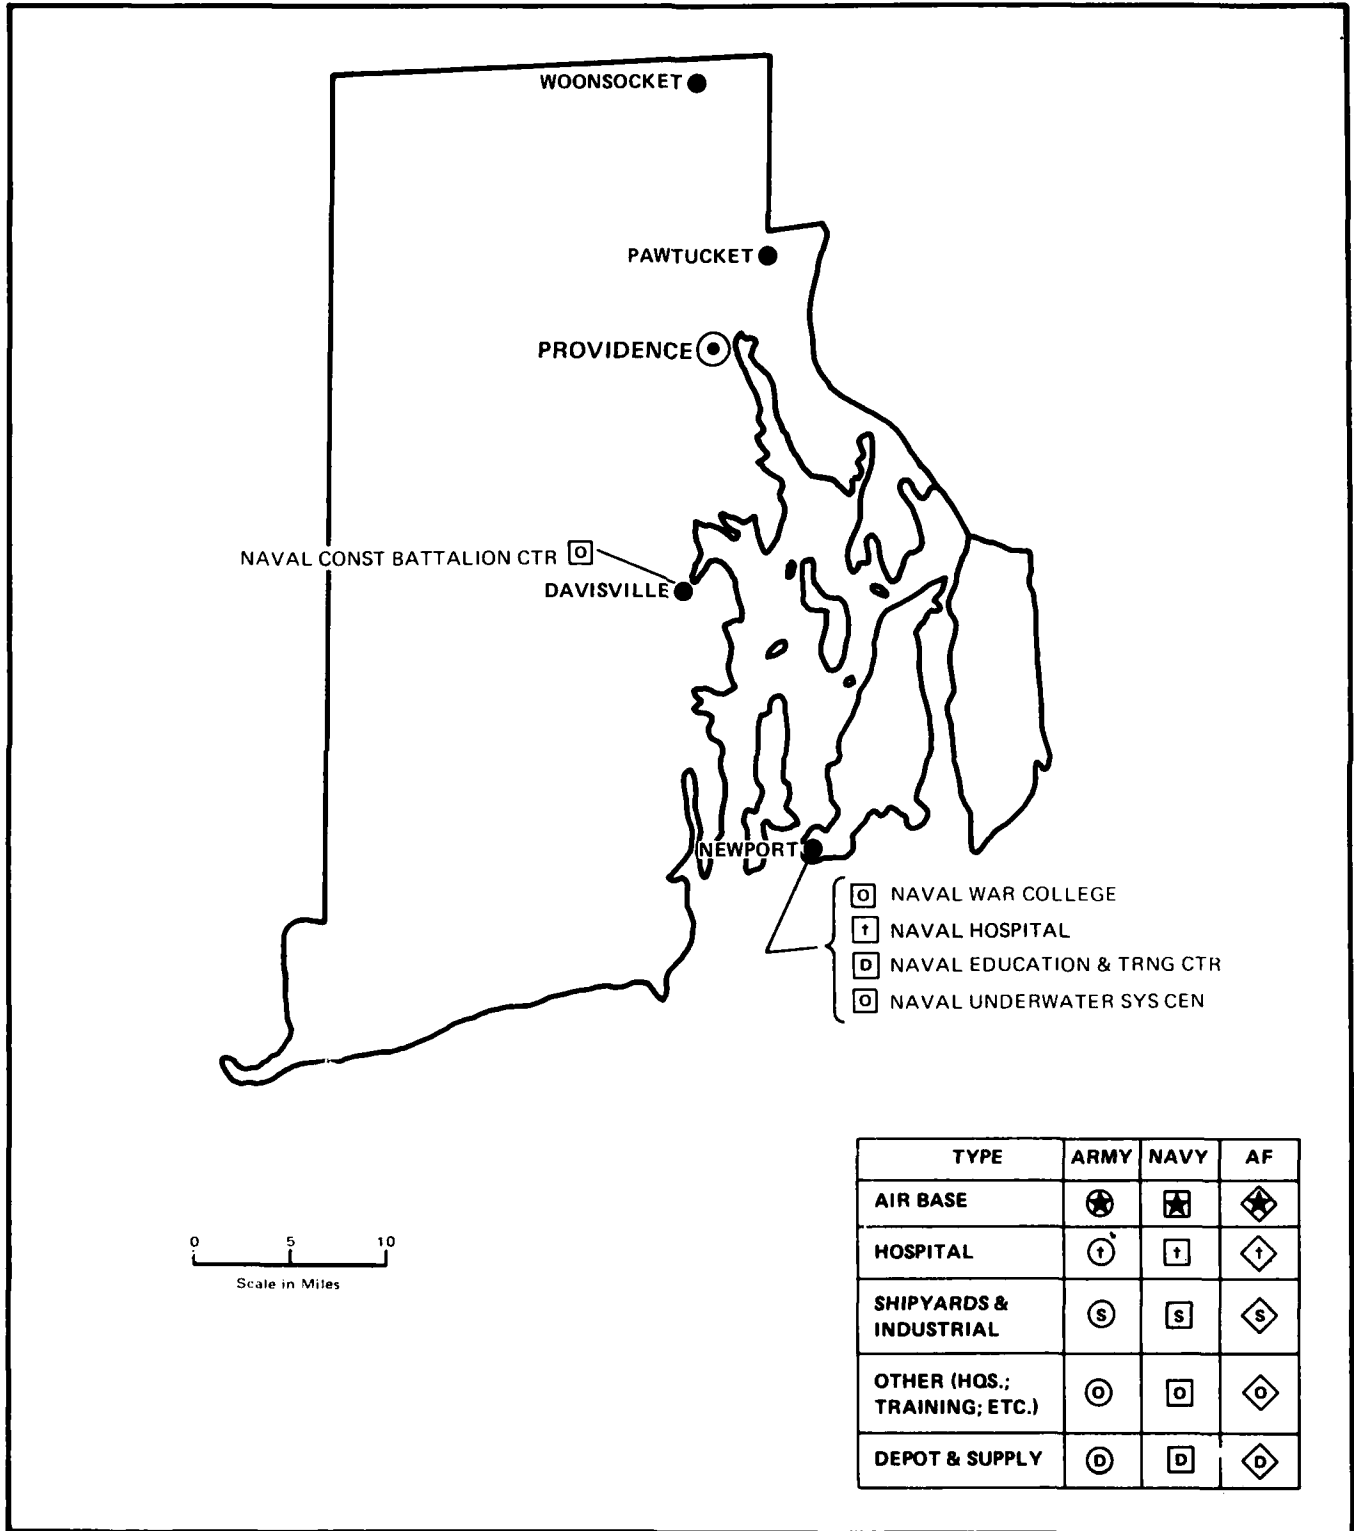 WOONSOCKET
PAWTUCKET
PROVIDENCE
NAVAL CONST BATTALION CTR O
DAVISVILLE
NEWPORT
O NAVAL WAR COLLEGE
† NAVAL HOSPITAL
D NAVAL EDUCATION & TRNG CTR
O NAVAL UNDERWATER SYS CEN
0 5 10
Scale in Miles
TYPE ARMY NAVY AF
AIR BASE
HOSPITAL † † †
SHIPYARDS &
INDUSTRIAL S S S
OTHER (HQS.;
TRAINING; ETC.) O O O
DEPOT & SUPPLY D D D